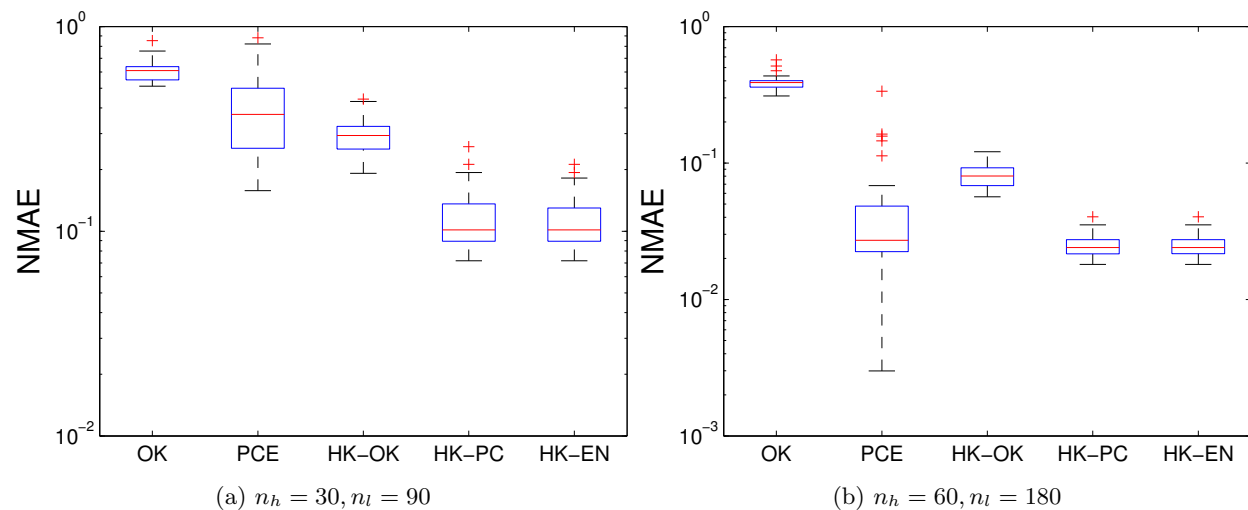 10^0
10^{-1}
10^{-2}
NMAE
OK PCE HK−OK HK−PC HK−EN
(a) n_h = 30, n_l = 90
10^0
10^{-1}
10^{-2}
10^{-3}
NMAE
OK PCE HK−OK HK−PC HK−EN
(b) n_h = 60, n_l = 180